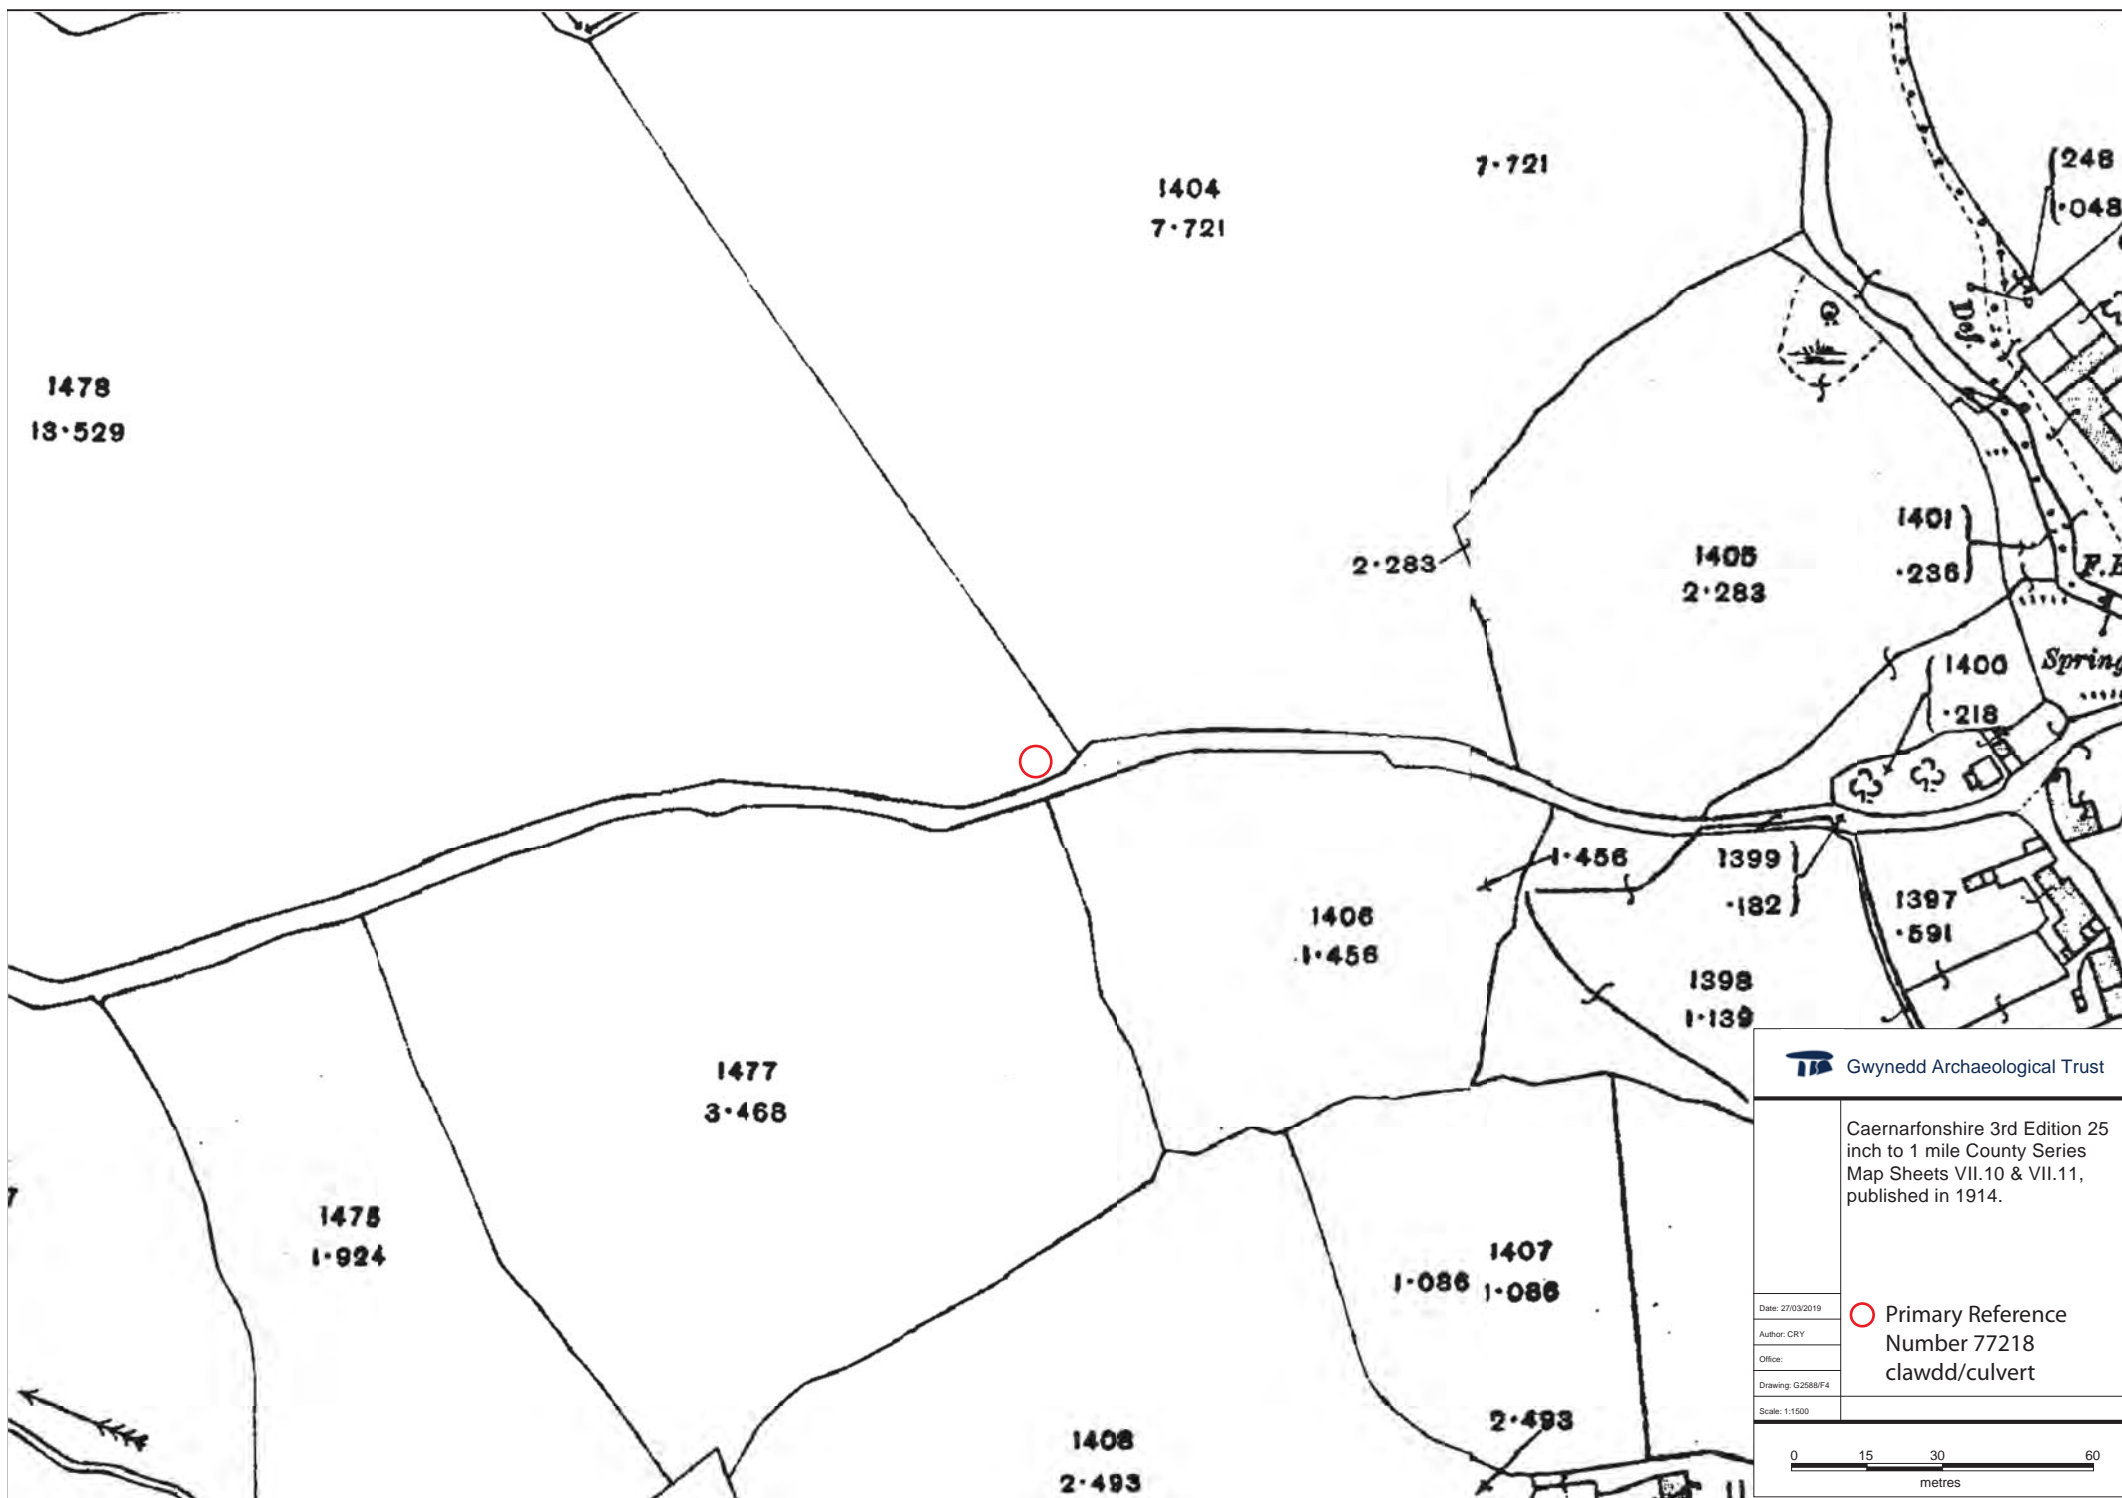 1404
7·721
7·721
248
1·048
1478
13·529
Def.
1401
·236
2·283
1405
2·283
F.B
1400
·218
Spring
1·456
1399
·182
1397
·591
1406
1·456
1398
1·139
1477
3·468
1475
1·924
1407
1·086
1·086
2·493
1408
2·493
Gwynedd Archaeological Trust
Caernarfonshire 3rd Edition 25
inch to 1 mile County Series
Map Sheets VII.10 & VII.11,
published in 1914.
Date: 27/03/2019
Author: CRY
Office:
Drawing: G2588/F4
Scale: 1:1500
Primary Reference
Number 77218
clawdd/culvert
0 15 30 60
metres